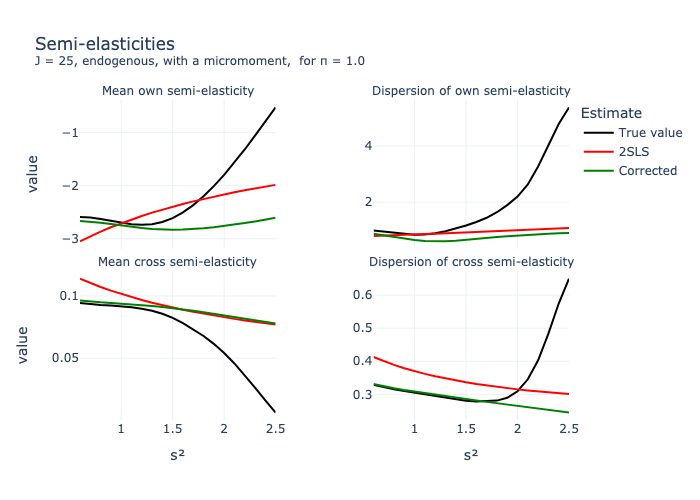 Semi-elasticities
J = 25, endogenous, with a micromoment,  for π = 1.0
Mean own semi-elasticity
Dispersion of own semi-elasticity
Estimate
True value
2SLS
Corrected
value
−1
−2
−3
4
2
Mean cross semi-elasticity
Dispersion of cross semi-elasticity
value
0.1
0.05
0.6
0.5
0.4
0.3
1
1.5
2
2.5
1
1.5
2
2.5
s²
s²